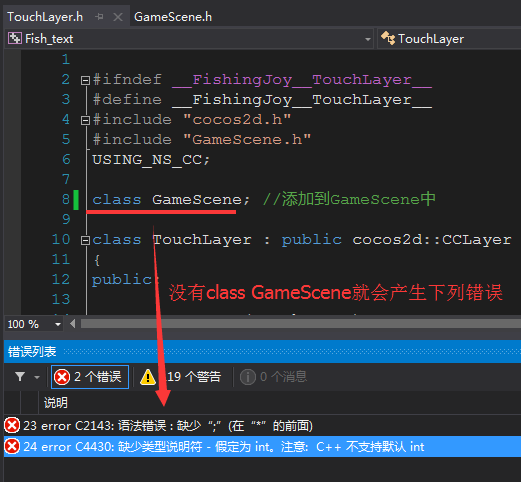 TouchLayer.h GameScene.h
Fish_text TouchLayer
1
2 #ifndef __FishingJoy__TouchLayer__
3 #define __FishingJoy__TouchLayer__
4 #include "cocos2d.h"
5 #include "GameScene.h"
6 USING_NS_CC;
7
8 class GameScene; //添加到GameScene中
9
10 class TouchLayer : public cocos2d::CCLayer
11 {
12 public:
没有class GameScene就会产生下列错误
13
100 %
错误列表
2 个错误 19 个警告 0 个消息
说明
23 error C2143: 语法错误 : 缺少“;”(在“*”的前面)
24 error C4430: 缺少类型说明符 - 假定为 int。注意: C++ 不支持默认 int